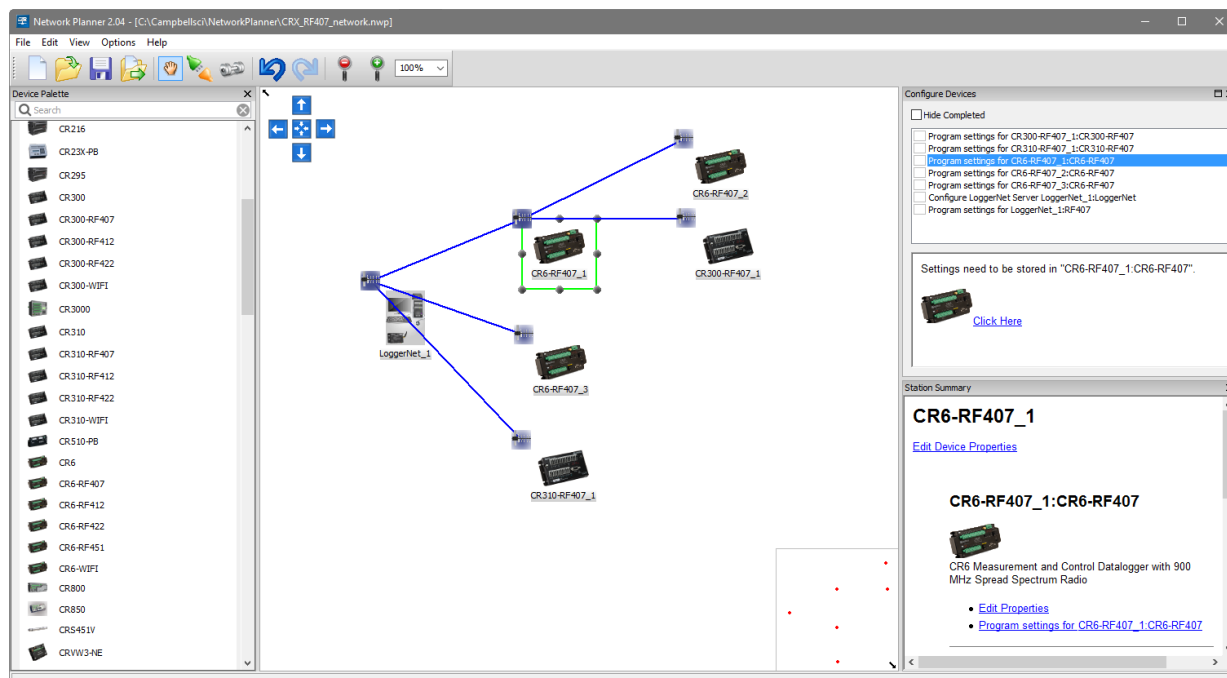 Network Planner 2.04 - [C:\Campbellsci\NetworkPlanner\CRX_RF407_network.nwp]
File Edit View Options Help
100%
Device Palette
Search
CR216
CR23X-PB
CR295
CR300
CR300-RF407
CR300-RF412
CR300-RF422
CR300-WIFI
CR3000
CR310
CR310-RF407
CR310-RF412
CR310-RF422
CR310-WIFI
CR510-PB
CR6
CR6-RF407
CR6-RF412
CR6-RF422
CR6-RF451
CR6-WIFI
CR800
CR850
CRS451V
CRVW3-NE
CR6-RF407_2
CR6-RF407_1
CR300-RF407_1
LoggerNet_1
CR6-RF407_3
CR310-RF407_1
Configure Devices
Hide Completed
Program settings for CR300-RF407_1:CR300-RF407
Program settings for CR310-RF407_1:CR310-RF407
Program settings for CR6-RF407_1:CR6-RF407
Program settings for CR6-RF407_2:CR6-RF407
Program settings for CR6-RF407_3:CR6-RF407
Configure LoggerNet Server LoggerNet_1:LoggerNet
Program settings for LoggerNet_1:RF407
Settings need to be stored in "CR6-RF407_1:CR6-RF407".
Click Here
Station Summary
CR6-RF407_1
Edit Device Properties
CR6-RF407_1:CR6-RF407
CR6 Measurement and Control Datalogger with 900
MHz Spread Spectrum Radio
Edit Properties
Program settings for CR6-RF407_1:CR6-RF407